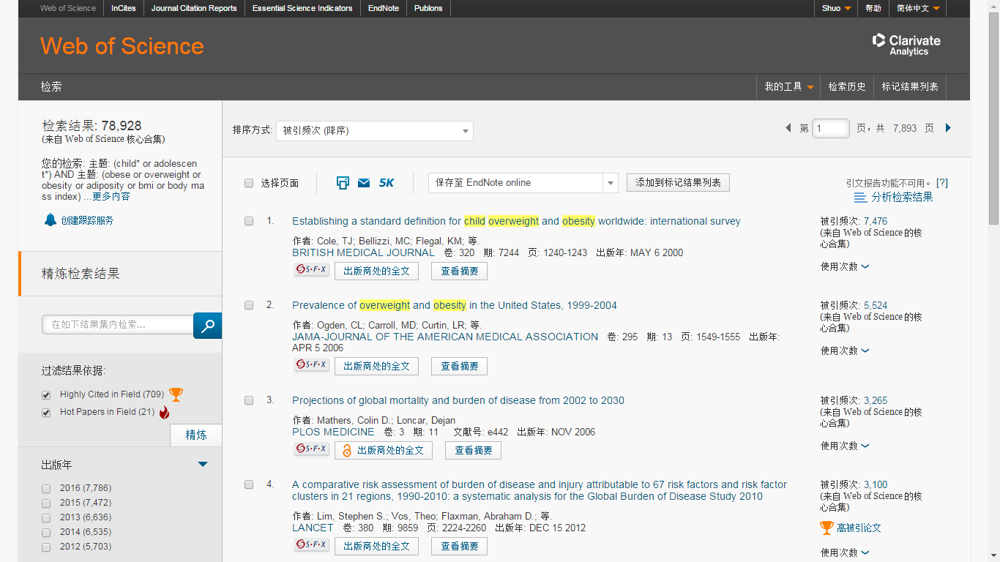 Web of Science InCites Journal Citation Reports Essential Science Indicators EndNote Publons Shuo 帮助 简体中文
Web of Science
Clarivate
Analytics
检索 我的工具 检索历史 标记结果列表
检索结果: 78,928
(来自 Web of Science 核心合集)
您的检索: 主题: (child* or adolescen
t*) AND 主题: (obese or overweight or
obesity or adiposity or bmi or body ma
ss index) ...更多内容
创建跟踪服务
精炼检索结果
在如下结果集内检索...
过滤结果依据:
Highly Cited in Field (709)
Hot Papers in Field (21)
精炼
出版年
2016 (7,786)
2015 (7,472)
2013 (6,636)
2014 (6,535)
2012 (5,703)
排序方式: 被引频次 (降序)
第 1 页，共 7,893 页
选择页面 5K 保存至 EndNote online 添加到标记结果列表
引文报告功能不可用。 [?]
分析检索结果
1. Establishing a standard definition for child overweight and obesity worldwide: international survey
作者: Cole, TJ; Bellizzi, MC; Flegal, KM; 等.
BRITISH MEDICAL JOURNAL 卷: 320 期: 7244 页: 1240-1243 出版年: MAY 6 2000
S·F·X 出版商处的全文 查看摘要
被引频次: 7,476
(来自 Web of Science 的核
心合集)
使用次数
2. Prevalence of overweight and obesity in the United States, 1999-2004
作者: Ogden, CL; Carroll, MD; Curtin, LR; 等.
JAMA-JOURNAL OF THE AMERICAN MEDICAL ASSOCIATION 卷: 295 期: 13 页: 1549-1555 出版年:
APR 5 2006
S·F·X 出版商处的全文 查看摘要
被引频次: 5,524
(来自 Web of Science 的核
心合集)
使用次数
3. Projections of global mortality and burden of disease from 2002 to 2030
作者: Mathers, Colin D.; Loncar, Dejan
PLOS MEDICINE 卷: 3 期: 11 文献号: e442 出版年: NOV 2006
S·F·X 出版商处的全文 查看摘要
被引频次: 3,265
(来自 Web of Science 的核
心合集)
使用次数
4. A comparative risk assessment of burden of disease and injury attributable to 67 risk factors and risk factor
clusters in 21 regions, 1990-2010: a systematic analysis for the Global Burden of Disease Study 2010
作者: Lim, Stephen S.; Vos, Theo; Flaxman, Abraham D.; 等.
LANCET 卷: 380 期: 9859 页: 2224-2260 出版年: DEC 15 2012
S·F·X 出版商处的全文 查看摘要
被引频次: 3,100
(来自 Web of Science 的核
心合集)
高被引论文
使用次数